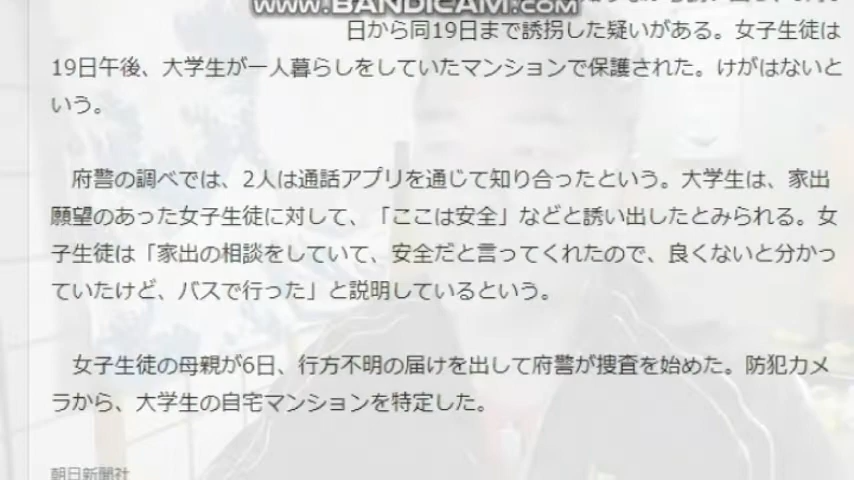 www.BANDICAM.com
日から同19日まで誘拐した疑いがある。女子生徒は
19日午後、大学生が一人暮らしをしていたマンションで保護された。けがはないと
いう。
府警の調べでは、2人は通話アプリを通じて知り合ったという。大学生は、家出
願望のあった女子生徒に対して、「ここは安全」などと誘い出したとみられる。女
子生徒は「家出の相談をしていて、安全だと言ってくれたので、良くないと分かっ
ていたけど、バスで行った」と説明しているという。
女子生徒の母親が6日、行方不明の届けを出して府警が捜査を始めた。防犯カメ
ラから、大学生の自宅マンションを特定した。
朝日新聞社